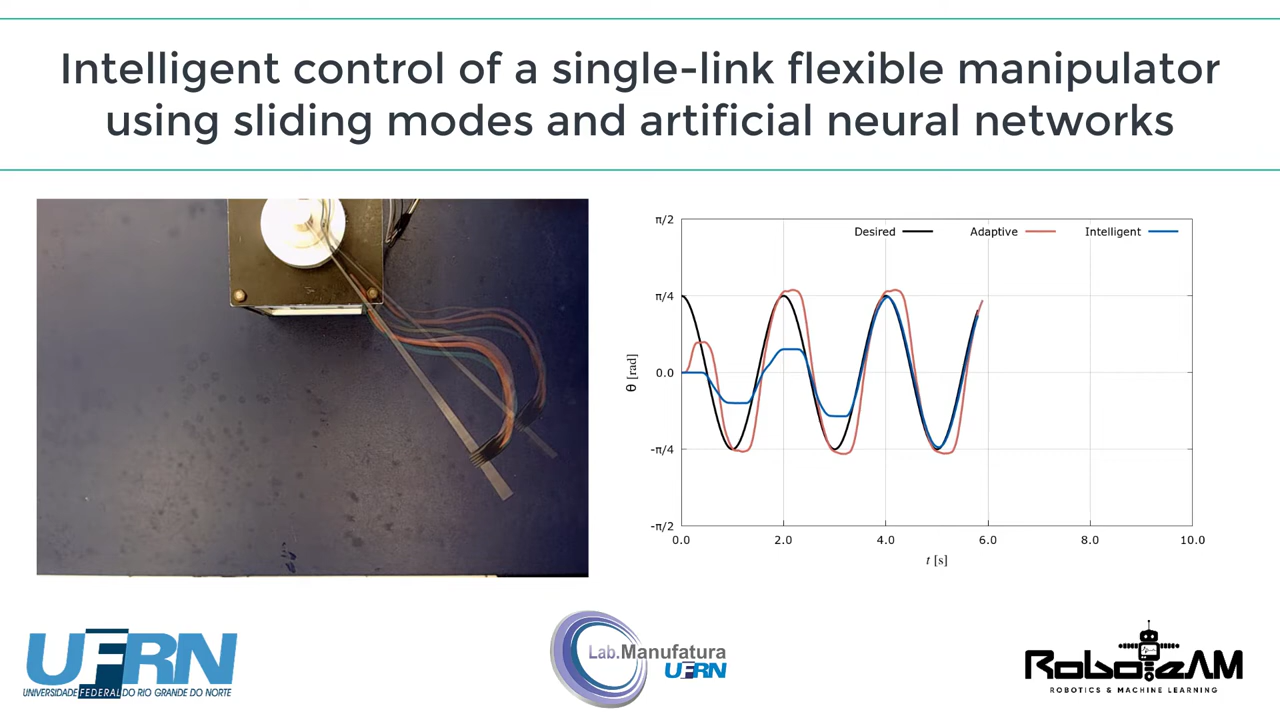 Intelligent control of a single-link flexible manipulator
using sliding modes and artificial neural networks
Desired
Adaptive
Intelligent
π/2
π/4
0.0
-π/4
-π/2
θ [rad]
0.0 2.0 4.0 6.0 8.0 10.0
t [s]
UFRN
UNIVERSIDADE FEDERAL DO RIO GRANDE DO NORTE
Lab.Manufatura
UFRN
RoboTeAM
ROBOTICS & MACHINE LEARNING